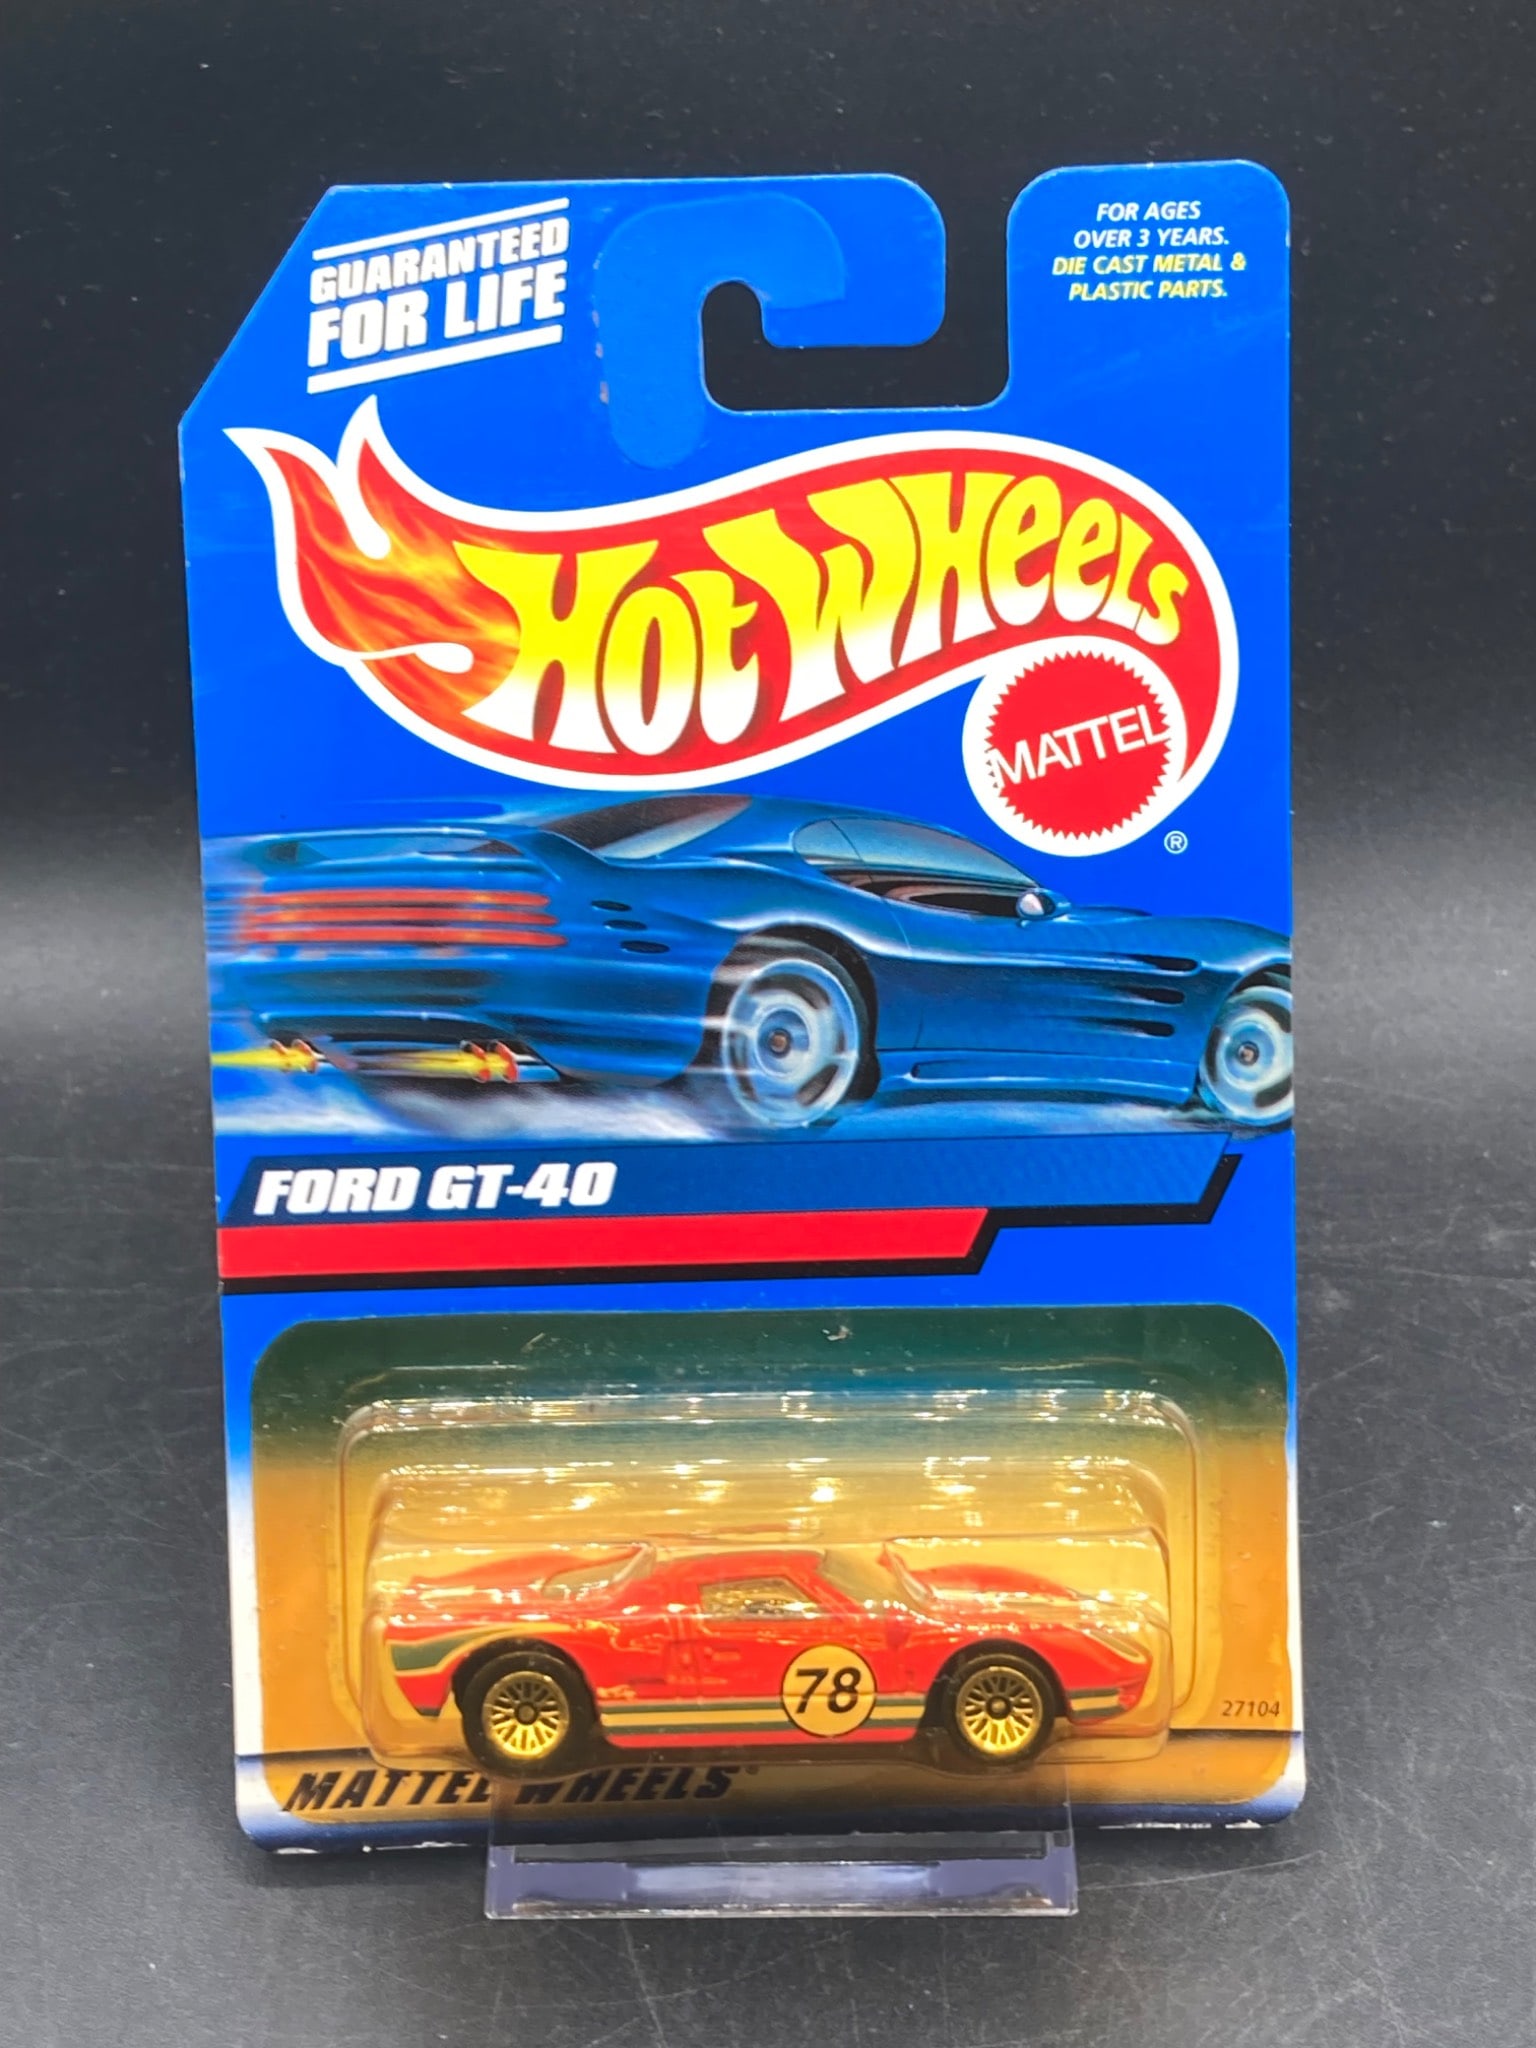 GUARANTEED
FOR LIFE
FOR AGES
OVER 3 YEARS.
DIE CAST METAL &
PLASTIC PARTS.
HOT WHEELS
MATTEL
®
FORD GT-40
78
27104
MATTEL WHEELS